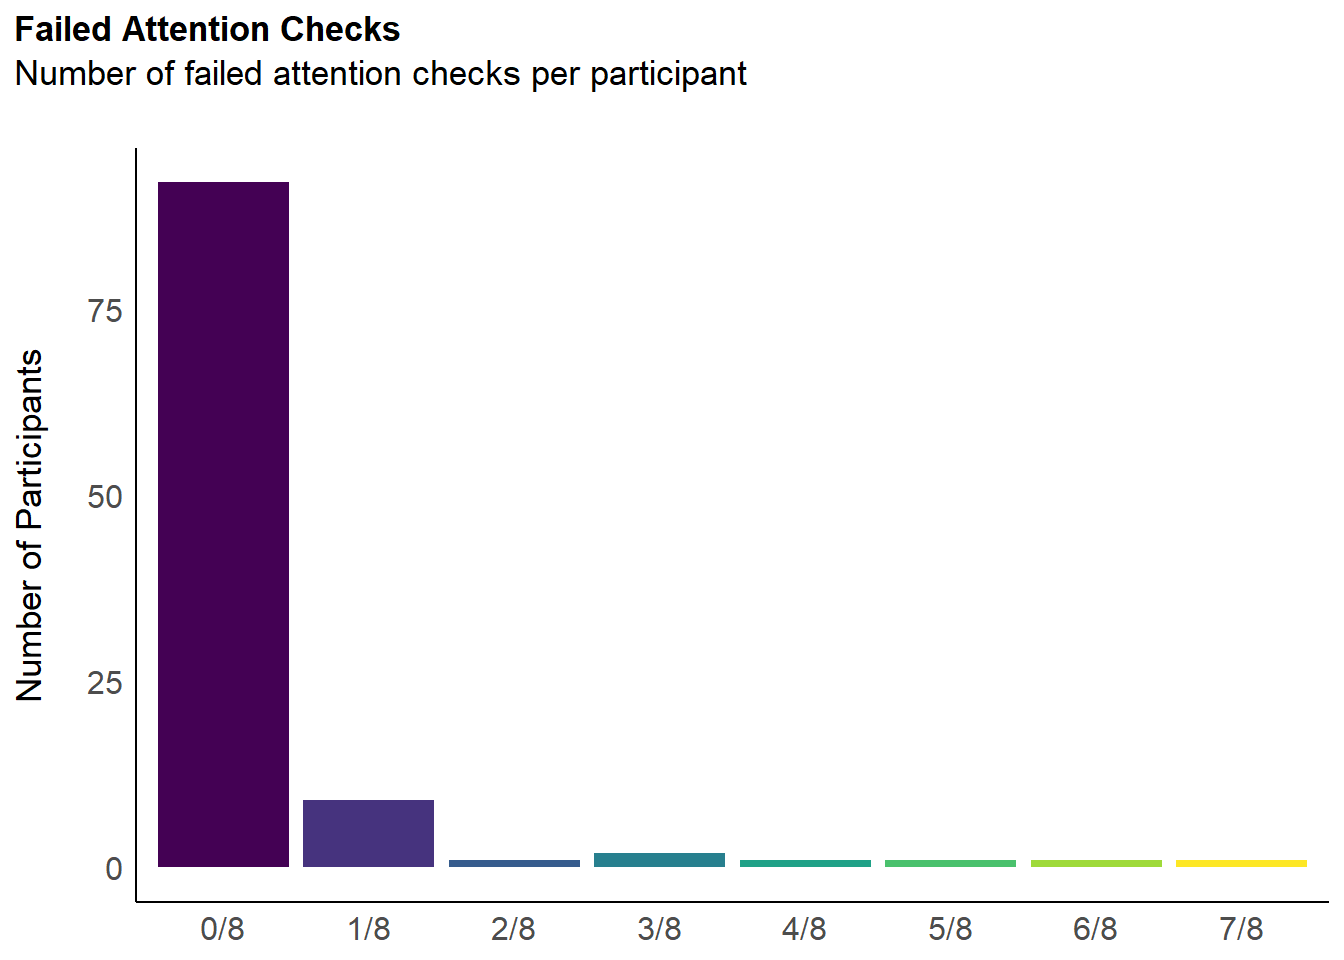 Failed Attention Checks
Number of failed attention checks per participant
Number of Participants
75
50
25
0
0/8 1/8 2/8 3/8 4/8 5/8 6/8 7/8